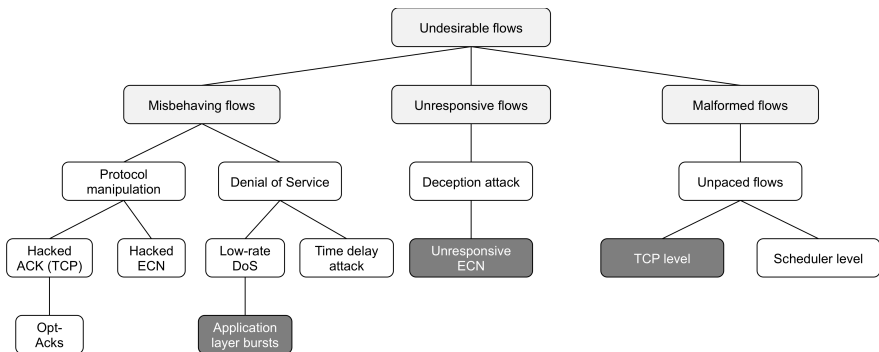 Undesirable flows
Misbehaving flows
Unresponsive flows
Malformed flows
Protocol
manipulation
Denial of Service
Deception attack
Unpaced flows
Hacked
ACK (TCP)
Hacked
ECN
Low-rate
DoS
Time delay
attack
Unresponsive
ECN
TCP level
Scheduler level
Opt-
Acks
Application
layer bursts